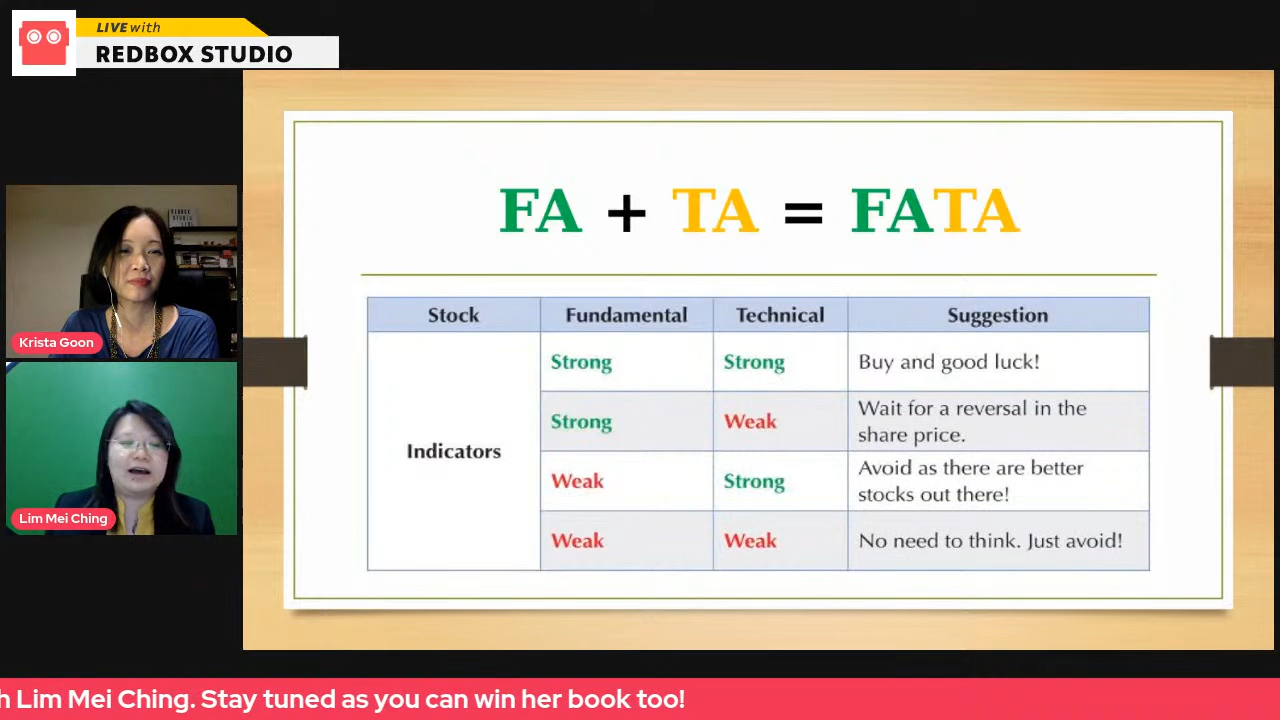 LIVE with
REDBOX STUDIO
FA + TA = FATA
Stock Fundamental Technical Suggestion
Indicators
Strong Strong Buy and good luck!
Strong Weak Wait for a reversal in the
share price.
Weak Strong Avoid as there are better
stocks out there!
Weak Weak No need to think. Just avoid!
REDBOX
STUDIO
Krista Goon
Lim Mei Ching
h Lim Mei Ching. Stay tuned as you can win her book too!